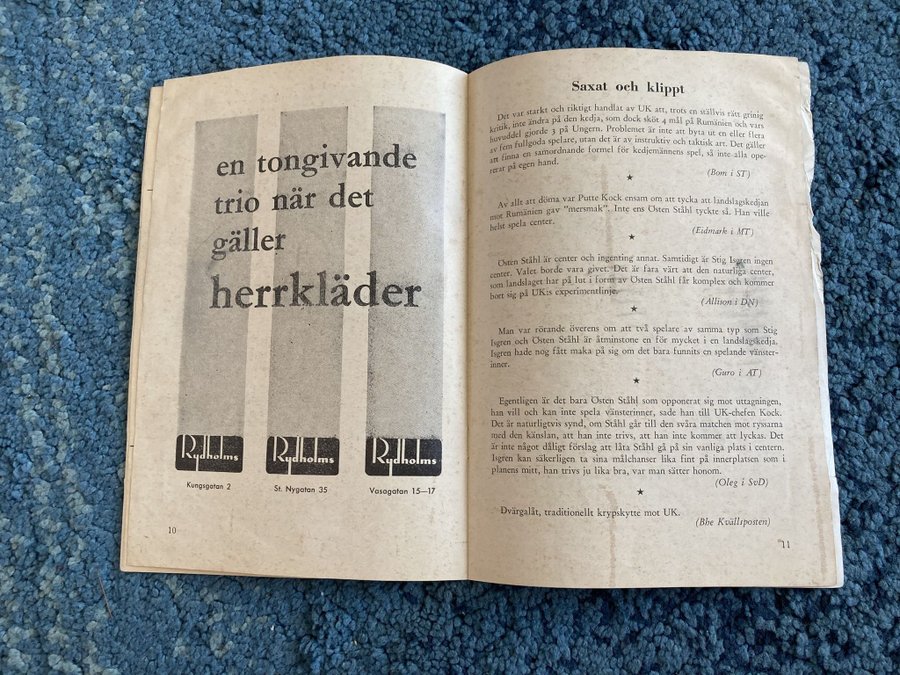 en tongivande
trio när det
gäller
herrkläder
Rydholms
Rydholms
Rydholms
Kungsgatan 2
St. Nygatan 35
Vasagatan 15—17
10
Saxat och klippt
Det var starkt och riktigt handlat av UK att, trots en ställvis rätt grinig
kritik, inte ändra på den kedja, som dock sköt 4 mål på Rumänien och vars
huvuddel gjorde 3 på Ungern. Problemet är inte att byta ut en eller flera
av fem fullgoda spelare, utan det är av instruktiv och taktisk art. Det gäller
att finna en samordnande formel för kedjemännens spel, så inte alla ope-
rerat på egen hand.
(Bom i ST)
Av allt att döma var Putte Kock ensam om att tycka att landslagskedjan
mot Rumänien gav "mersmak". Inte ens Östen Ståhl tyckte så. Han ville
helst spela center.
(Eidmark i MT)
Östen Ståhl är center och ingenting annat. Samtidigt är Stig Isgren ingen
center. Valet borde vara givet. Det är fara värt att den naturliga center,
som landslaget har på lut i form av Östen Ståhl får komplex och kommer
bort sig på UK:s experimentlinje.
(Allison i DN)
Man var rörande överens om att två spelare av samma typ som Stig
Isgren och Östen Ståhl är åtminstone en för mycket i en landslagskedja.
Isgren hade nog fått maka på sig om det bara funnits en spelande vänster-
inner.
(Guro i AT)
Egentligen är det bara Östen Ståhl som opponerat sig mot uttagningen,
han vill och kan inte spela vänsterinner, sade han till UK-chefen Kock.
Det är naturligtvis synd, om Ståhl går till den svåra matchen mot ryssarna
med den känslan, att han inte trivs, att han inte kommer att lyckas. Det
är inte något dåligt förslag att låta Ståhl gå på sin vanliga plats i centern.
Isgren kan säkerligen ta sina målchanser lika fint på innerplatsen som i
planens mitt, han trivs ju lika bra, var man sätter honom.
(Oleg i SvD)
Dvärgalåt, traditionellt krypskytte mot UK.
(Bhe Kvällsposten)
11